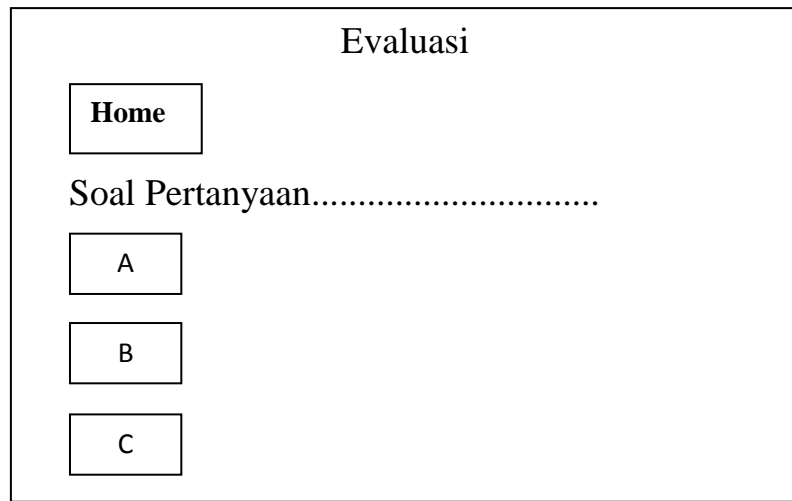 Evaluasi
Home
Soal Pertanyaan...............................
A
B
C